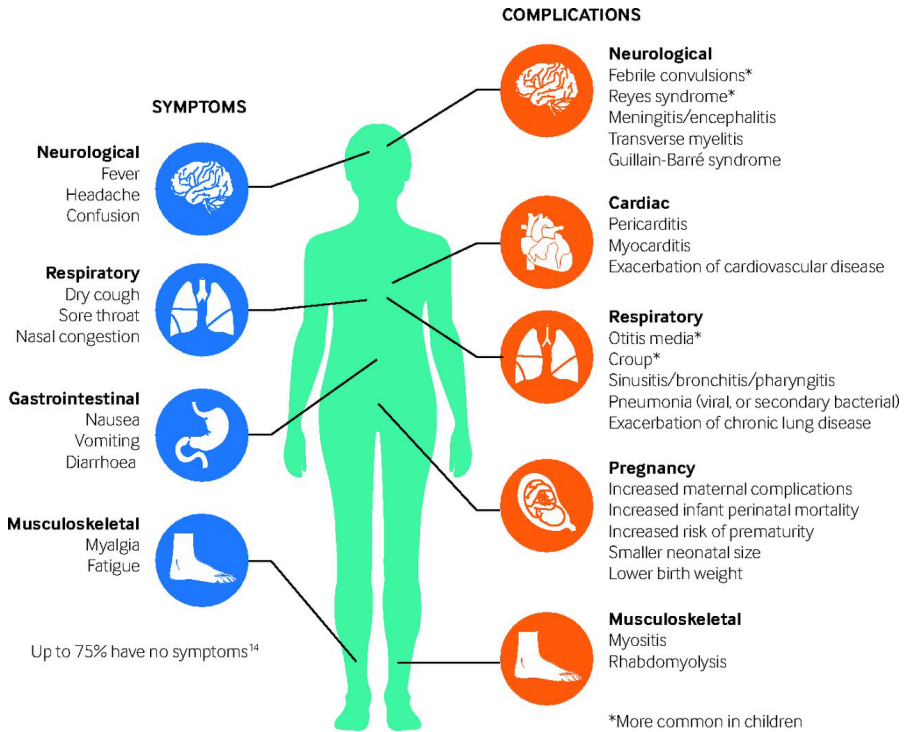 SYMPTOMS
Neurological
Fever
Headache
Confusion
Respiratory
Dry cough
Sore throat
Nasal congestion
Gastrointestinal
Nausea
Vomiting
Diarrhoea
Musculoskeletal
Myalgia
Fatigue
Up to 75% have no symptoms¹⁴
COMPLICATIONS
Neurological
Febrile convulsions*
Reyes syndrome*
Meningitis/encephalitis
Transverse myelitis
Guillain-Barré syndrome
Cardiac
Pericarditis
Myocarditis
Exacerbation of cardiovascular disease
Respiratory
Otitis media*
Croup*
Sinusitis/bronchitis/pharyngitis
Pneumonia (viral, or secondary bacterial)
Exacerbation of chronic lung disease
Pregnancy
Increased maternal complications
Increased infant perinatal mortality
Increased risk of prematurity
Smaller neonatal size
Lower birth weight
Musculoskeletal
Myositis
Rhabdomyolysis
*More common in children